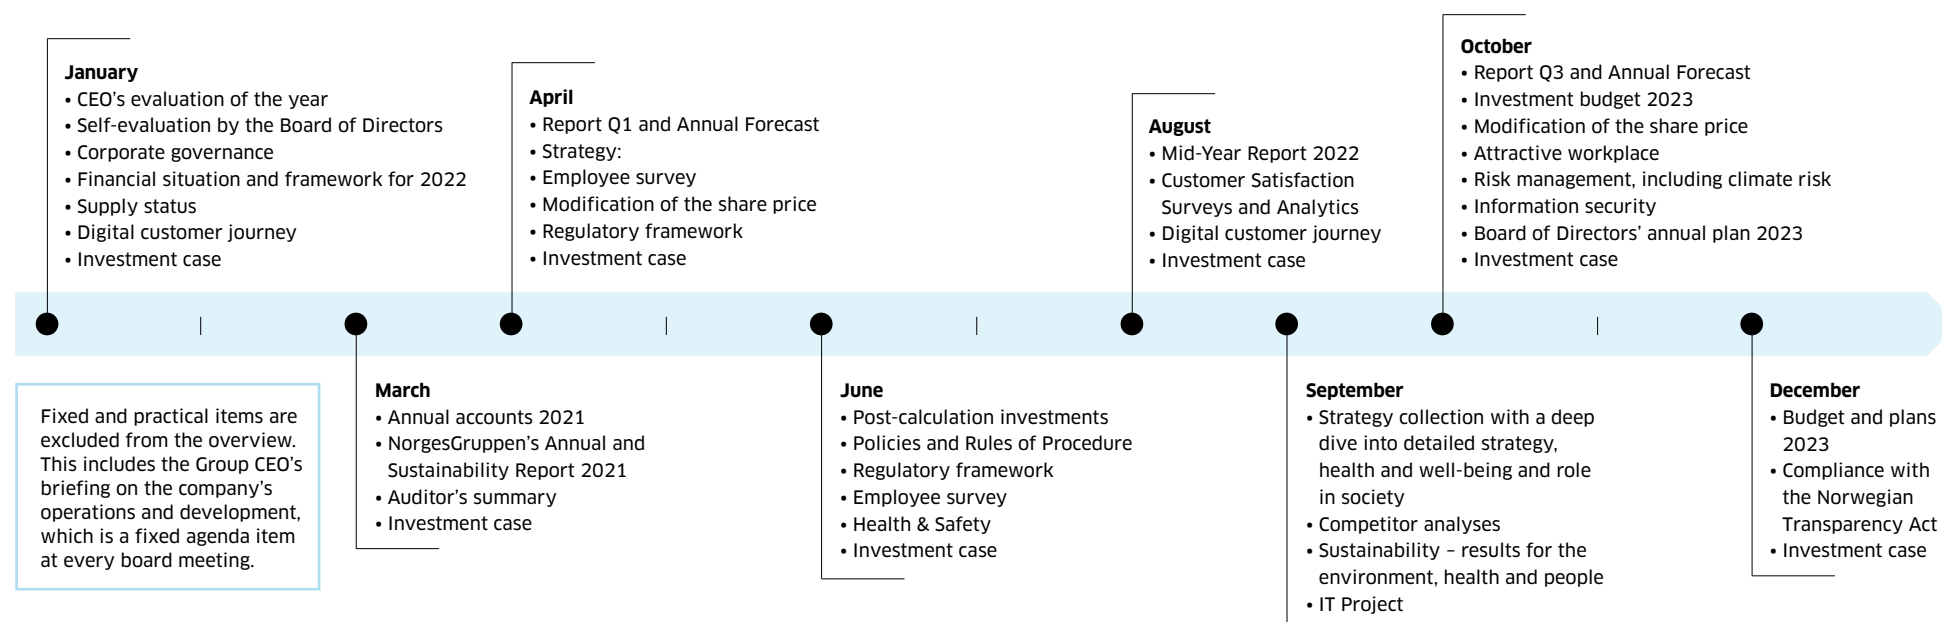 January
• CEO's evaluation of the year
• Self-evaluation by the Board of Directors
• Corporate governance
• Financial situation and framework for 2022
• Supply status
• Digital customer journey
• Investment case
April
• Report Q1 and Annual Forecast
• Strategy:
• Employee survey
• Modification of the share price
• Regulatory framework
• Investment case
August
• Mid-Year Report 2022
• Customer Satisfaction
Surveys and Analytics
• Digital customer journey
• Investment case
October
• Report Q3 and Annual Forecast
• Investment budget 2023
• Modification of the share price
• Attractive workplace
• Risk management, including climate risk
• Information security
• Board of Directors' annual plan 2023
• Investment case
Fixed and practical items are
excluded from the overview.
This includes the Group CEO's
briefing on the company's
operations and development,
which is a fixed agenda item
at every board meeting.
March
• Annual accounts 2021
• NorgesGruppen's Annual and
Sustainability Report 2021
• Auditor's summary
• Investment case
June
• Post-calculation investments
• Policies and Rules of Procedure
• Regulatory framework
• Employee survey
• Health & Safety
• Investment case
September
• Strategy collection with a deep
dive into detailed strategy,
health and well-being and role
in society
• Competitor analyses
• Sustainability – results for the
environment, health and people
• IT Project
December
• Budget and plans
2023
• Compliance with
the Norwegian
Transparency Act
• Investment case